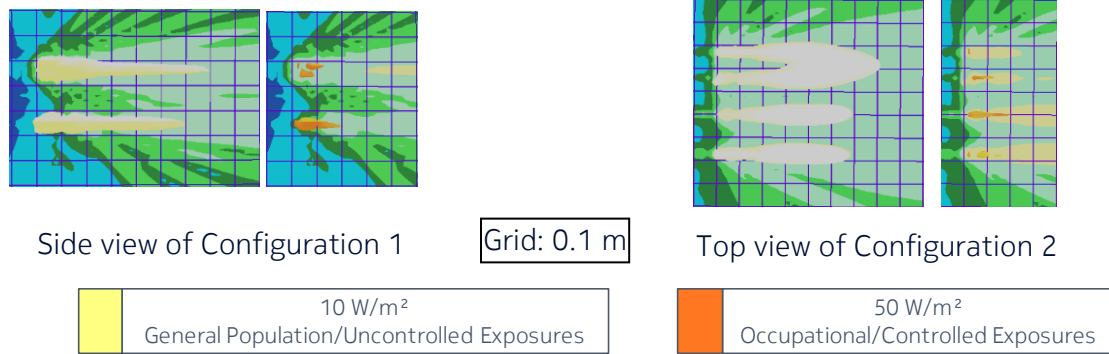 Side view of Configuration 1
Grid: 0.1 m
Top view of Configuration 2
10 W/m²
General Population/Uncontrolled Exposures
50 W/m²
Occupational/Controlled Exposures